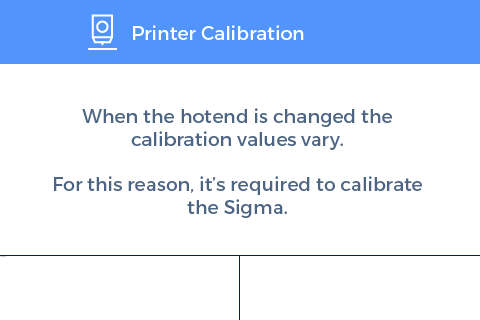 Printer Calibration
When the hotend is changed the
calibration values vary.
For this reason, it's required to calibrate
the Sigma.